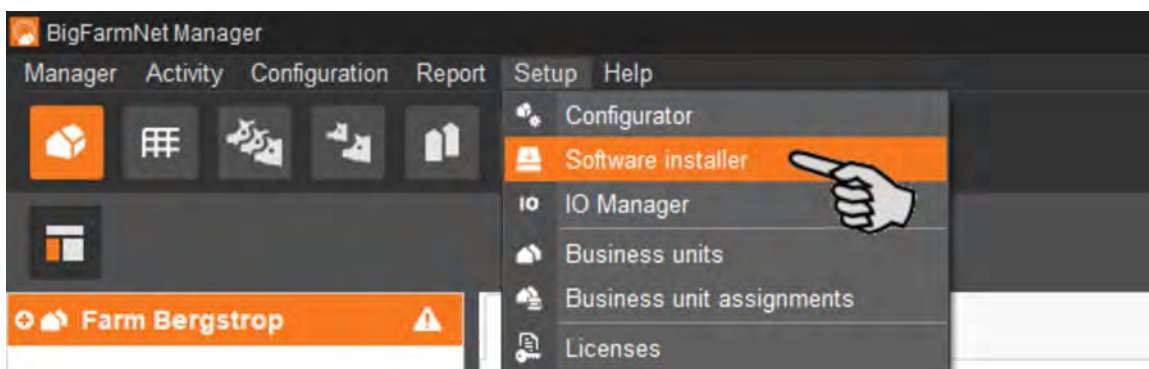 BigFarmNet Manager
Manager Activity Configuration Report Setup Help
Configurator
Software installer
IO IO Manager
Business units
Farm Bergstrop
Business unit assignments
Licenses